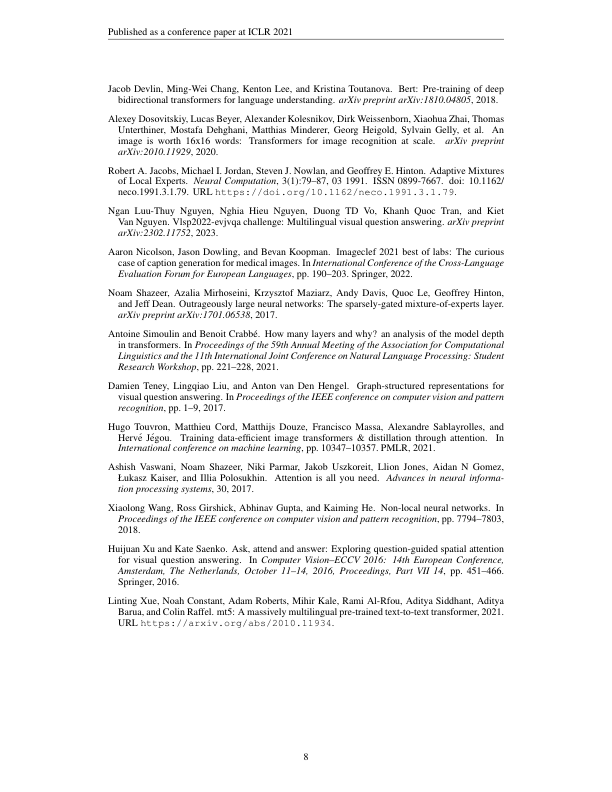 Published as a conference paper at ICLR 2021
Jacob Devlin, Ming-Wei Chang, Kenton Lee, and Kristina Toutanova. Bert: Pre-training of deep
bidirectional transformers for language understanding. arXiv preprint arXiv:1810.04805, 2018.
Alexey Dosovitskiy, Lucas Beyer, Alexander Kolesnikov, Dirk Weissenborn, Xiaohua Zhai, Thomas
Unterthiner, Mostafa Dehghani, Matthias Minderer, Georg Heigold, Sylvain Gelly, et al. An
image is worth 16x16 words: Transformers for image recognition at scale. arXiv preprint
arXiv:2010.11929, 2020.
Robert A. Jacobs, Michael I. Jordan, Steven J. Nowlan, and Geoffrey E. Hinton. Adaptive Mixtures
of Local Experts. Neural Computation, 3(1):79–87, 03 1991. ISSN 0899-7667. doi: 10.1162/
neco.1991.3.1.79. URL https://doi.org/10.1162/neco.1991.3.1.79.
Ngan Luu-Thuy Nguyen, Nghia Hieu Nguyen, Duong TD Vo, Khanh Quoc Tran, and Kiet
Van Nguyen. Vlsp2022-evjvqa challenge: Multilingual visual question answering. arXiv preprint
arXiv:2302.11752, 2023.
Aaron Nicolson, Jason Dowling, and Bevan Koopman. Imageclef 2021 best of labs: The curious
case of caption generation for medical images. In International Conference of the Cross-Language
Evaluation Forum for European Languages, pp. 190–203. Springer, 2022.
Noam Shazeer, Azalia Mirhoseini, Krzysztof Maziarz, Andy Davis, Quoc Le, Geoffrey Hinton,
and Jeff Dean. Outrageously large neural networks: The sparsely-gated mixture-of-experts layer.
arXiv preprint arXiv:1701.06538, 2017.
Antoine Simoulin and Benoit Crabbé. How many layers and why? an analysis of the model depth
in transformers. In Proceedings of the 59th Annual Meeting of the Association for Computational
Linguistics and the 11th International Joint Conference on Natural Language Processing: Student
Research Workshop, pp. 221–228, 2021.
Damien Teney, Lingqiao Liu, and Anton van Den Hengel. Graph-structured representations for
visual question answering. In Proceedings of the IEEE conference on computer vision and pattern
recognition, pp. 1–9, 2017.
Hugo Touvron, Matthieu Cord, Matthijs Douze, Francisco Massa, Alexandre Sablayrolles, and
Hervé Jégou. Training data-efficient image transformers & distillation through attention. In
International conference on machine learning, pp. 10347–10357. PMLR, 2021.
Ashish Vaswani, Noam Shazeer, Niki Parmar, Jakob Uszkoreit, Llion Jones, Aidan N Gomez,
Łukasz Kaiser, and Illia Polosukhin. Attention is all you need. Advances in neural informa-
tion processing systems, 30, 2017.
Xiaolong Wang, Ross Girshick, Abhinav Gupta, and Kaiming He. Non-local neural networks. In
Proceedings of the IEEE conference on computer vision and pattern recognition, pp. 7794–7803,
2018.
Huijuan Xu and Kate Saenko. Ask, attend and answer: Exploring question-guided spatial attention
for visual question answering. In Computer Vision–ECCV 2016: 14th European Conference,
Amsterdam, The Netherlands, October 11–14, 2016, Proceedings, Part VII 14, pp. 451–466.
Springer, 2016.
Linting Xue, Noah Constant, Adam Roberts, Mihir Kale, Rami Al-Rfou, Aditya Siddhant, Aditya
Barua, and Colin Raffel. mt5: A massively multilingual pre-trained text-to-text transformer, 2021.
URL https://arxiv.org/abs/2010.11934.
8